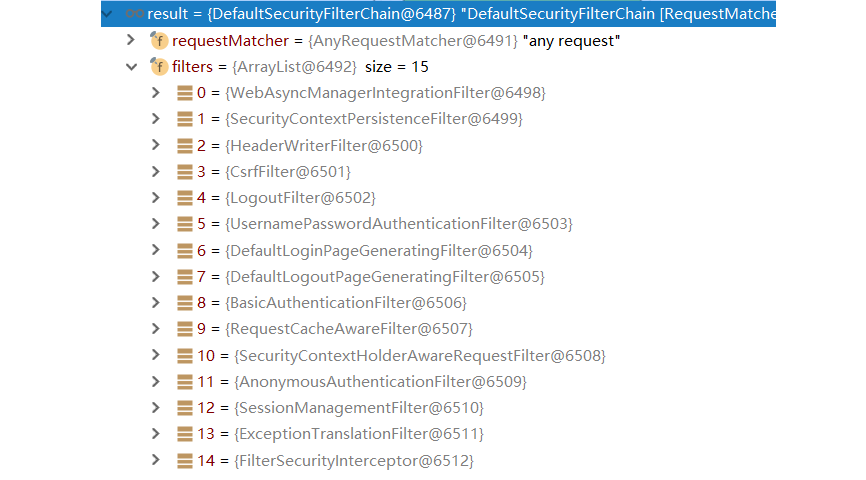 result = {DefaultSecurityFilterChain@6487} "DefaultSecurityFilterChain [RequestMatche
f requestMatcher = {AnyRequestMatcher@6491} "any request"
f filters = {ArrayList@6492} size = 15
0 = {WebAsyncManagerIntegrationFilter@6498}
1 = {SecurityContextPersistenceFilter@6499}
2 = {HeaderWriterFilter@6500}
3 = {CsrfFilter@6501}
4 = {LogoutFilter@6502}
5 = {UsernamePasswordAuthenticationFilter@6503}
6 = {DefaultLoginPageGeneratingFilter@6504}
7 = {DefaultLogoutPageGeneratingFilter@6505}
8 = {BasicAuthenticationFilter@6506}
9 = {RequestCacheAwareFilter@6507}
10 = {SecurityContextHolderAwareRequestFilter@6508}
11 = {AnonymousAuthenticationFilter@6509}
12 = {SessionManagementFilter@6510}
13 = {ExceptionTranslationFilter@6511}
14 = {FilterSecurityInterceptor@6512}